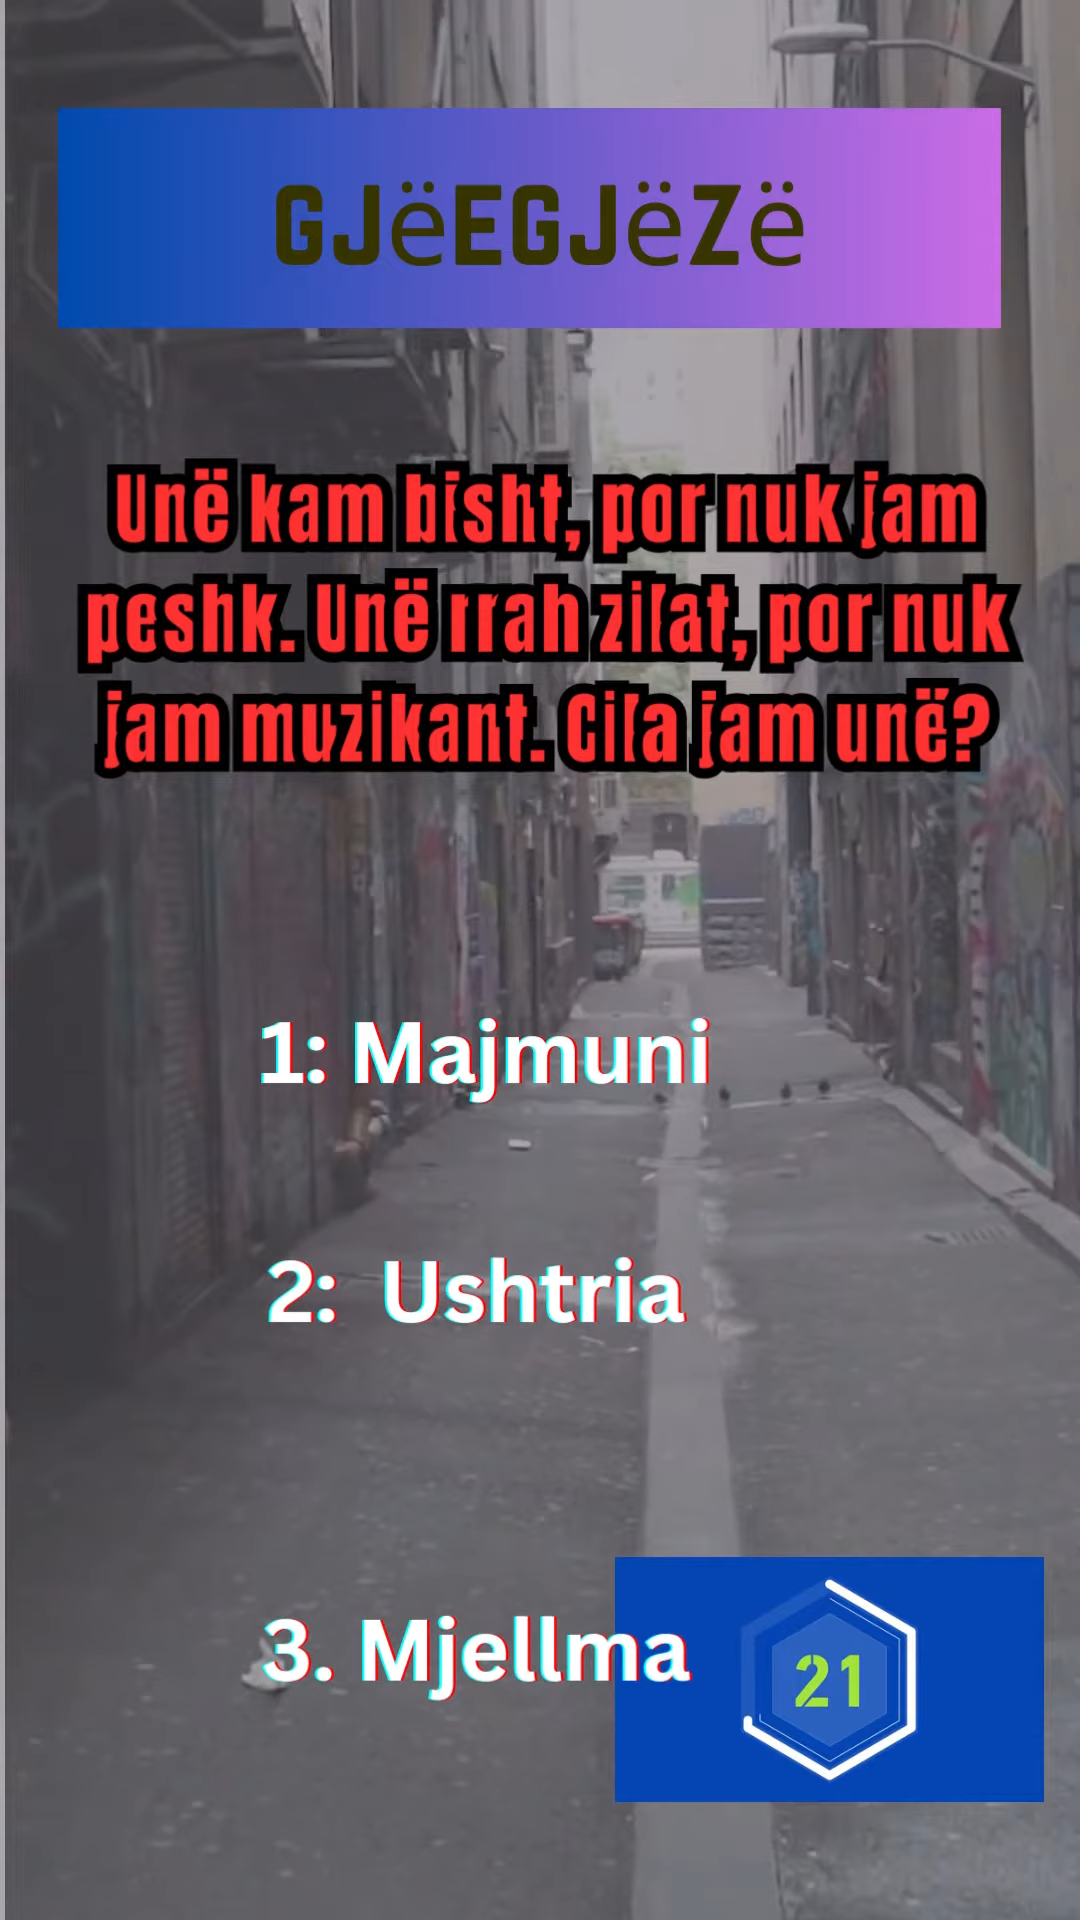 GJëEGJëZë
Unë kam bisht, por nuk jam
peshk. Unë rrah zilat, por nuk
jam muzikant. Cila jam unë?
1: Majmuni
2: Ushtria
3. Mjellma
21